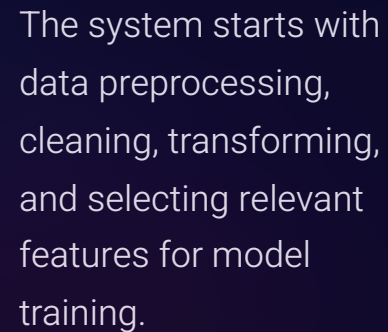 The system starts with
data preprocessing,
cleaning, transforming,
and selecting relevant
features for model
training.